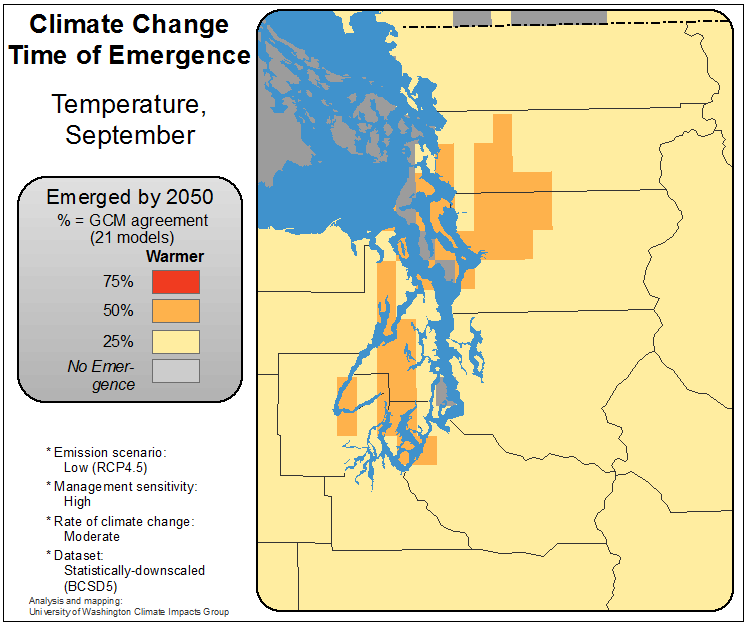 Climate Change
Time of Emergence
Temperature,
September
Emerged by 2050
% = GCM agreement
(21 models)
Warmer
75%
50%
25%
No Emer-
gence
* Emission scenario:
Low (RCP4.5)
* Management sensitivity:
High
* Rate of climate change:
Moderate
* Dataset:
Statistically-downscaled
(BCSD5)
Analysis and mapping:
University of Washington Climate Impacts Group